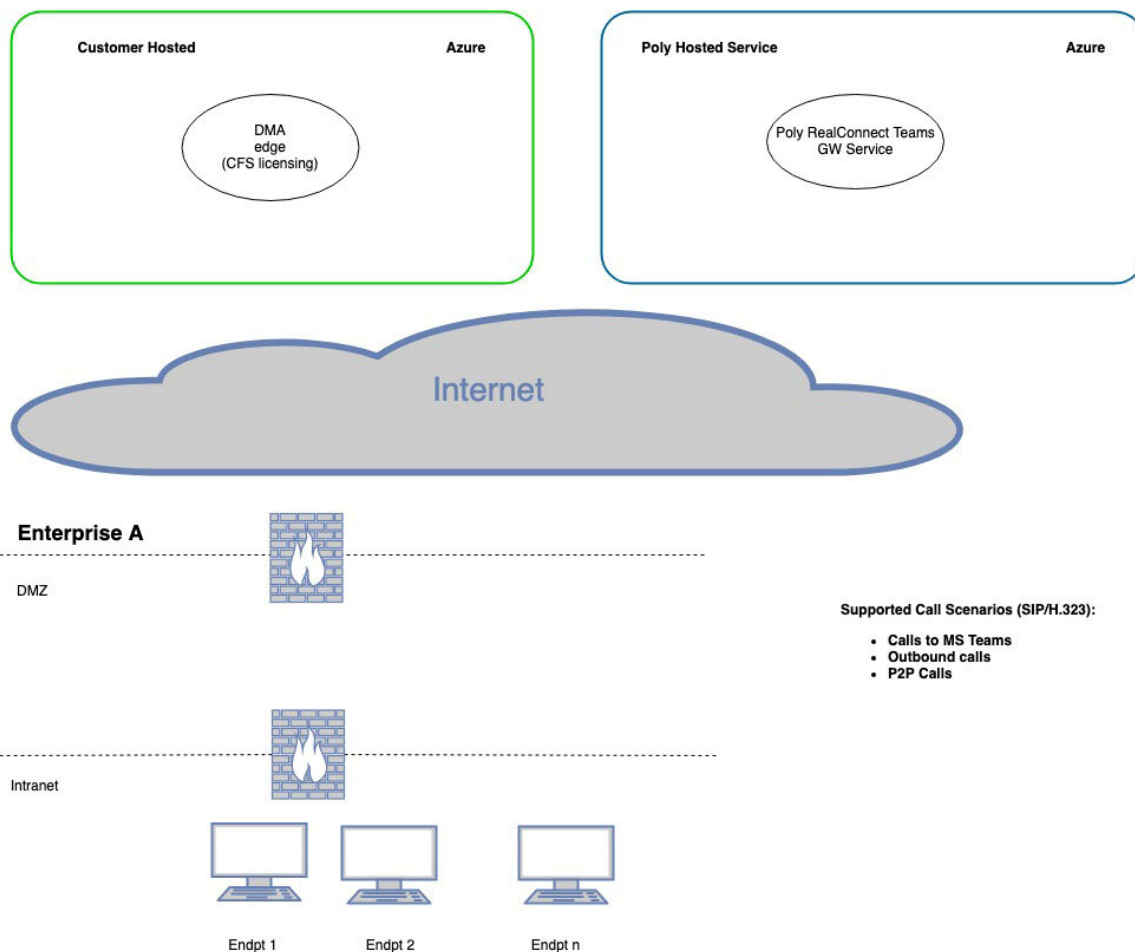 Customer Hosted
Azure
DMA
edge
(CFS licensing)
Poly Hosted Service
Azure
Poly RealConnect Teams
GW Service
Internet
Enterprise A
DMZ
Supported Call Scenarios (SIP/H.323):
• Calls to MS Teams
• Outbound calls
• P2P Calls
Intranet
Endpt 1
Endpt 2
Endpt n